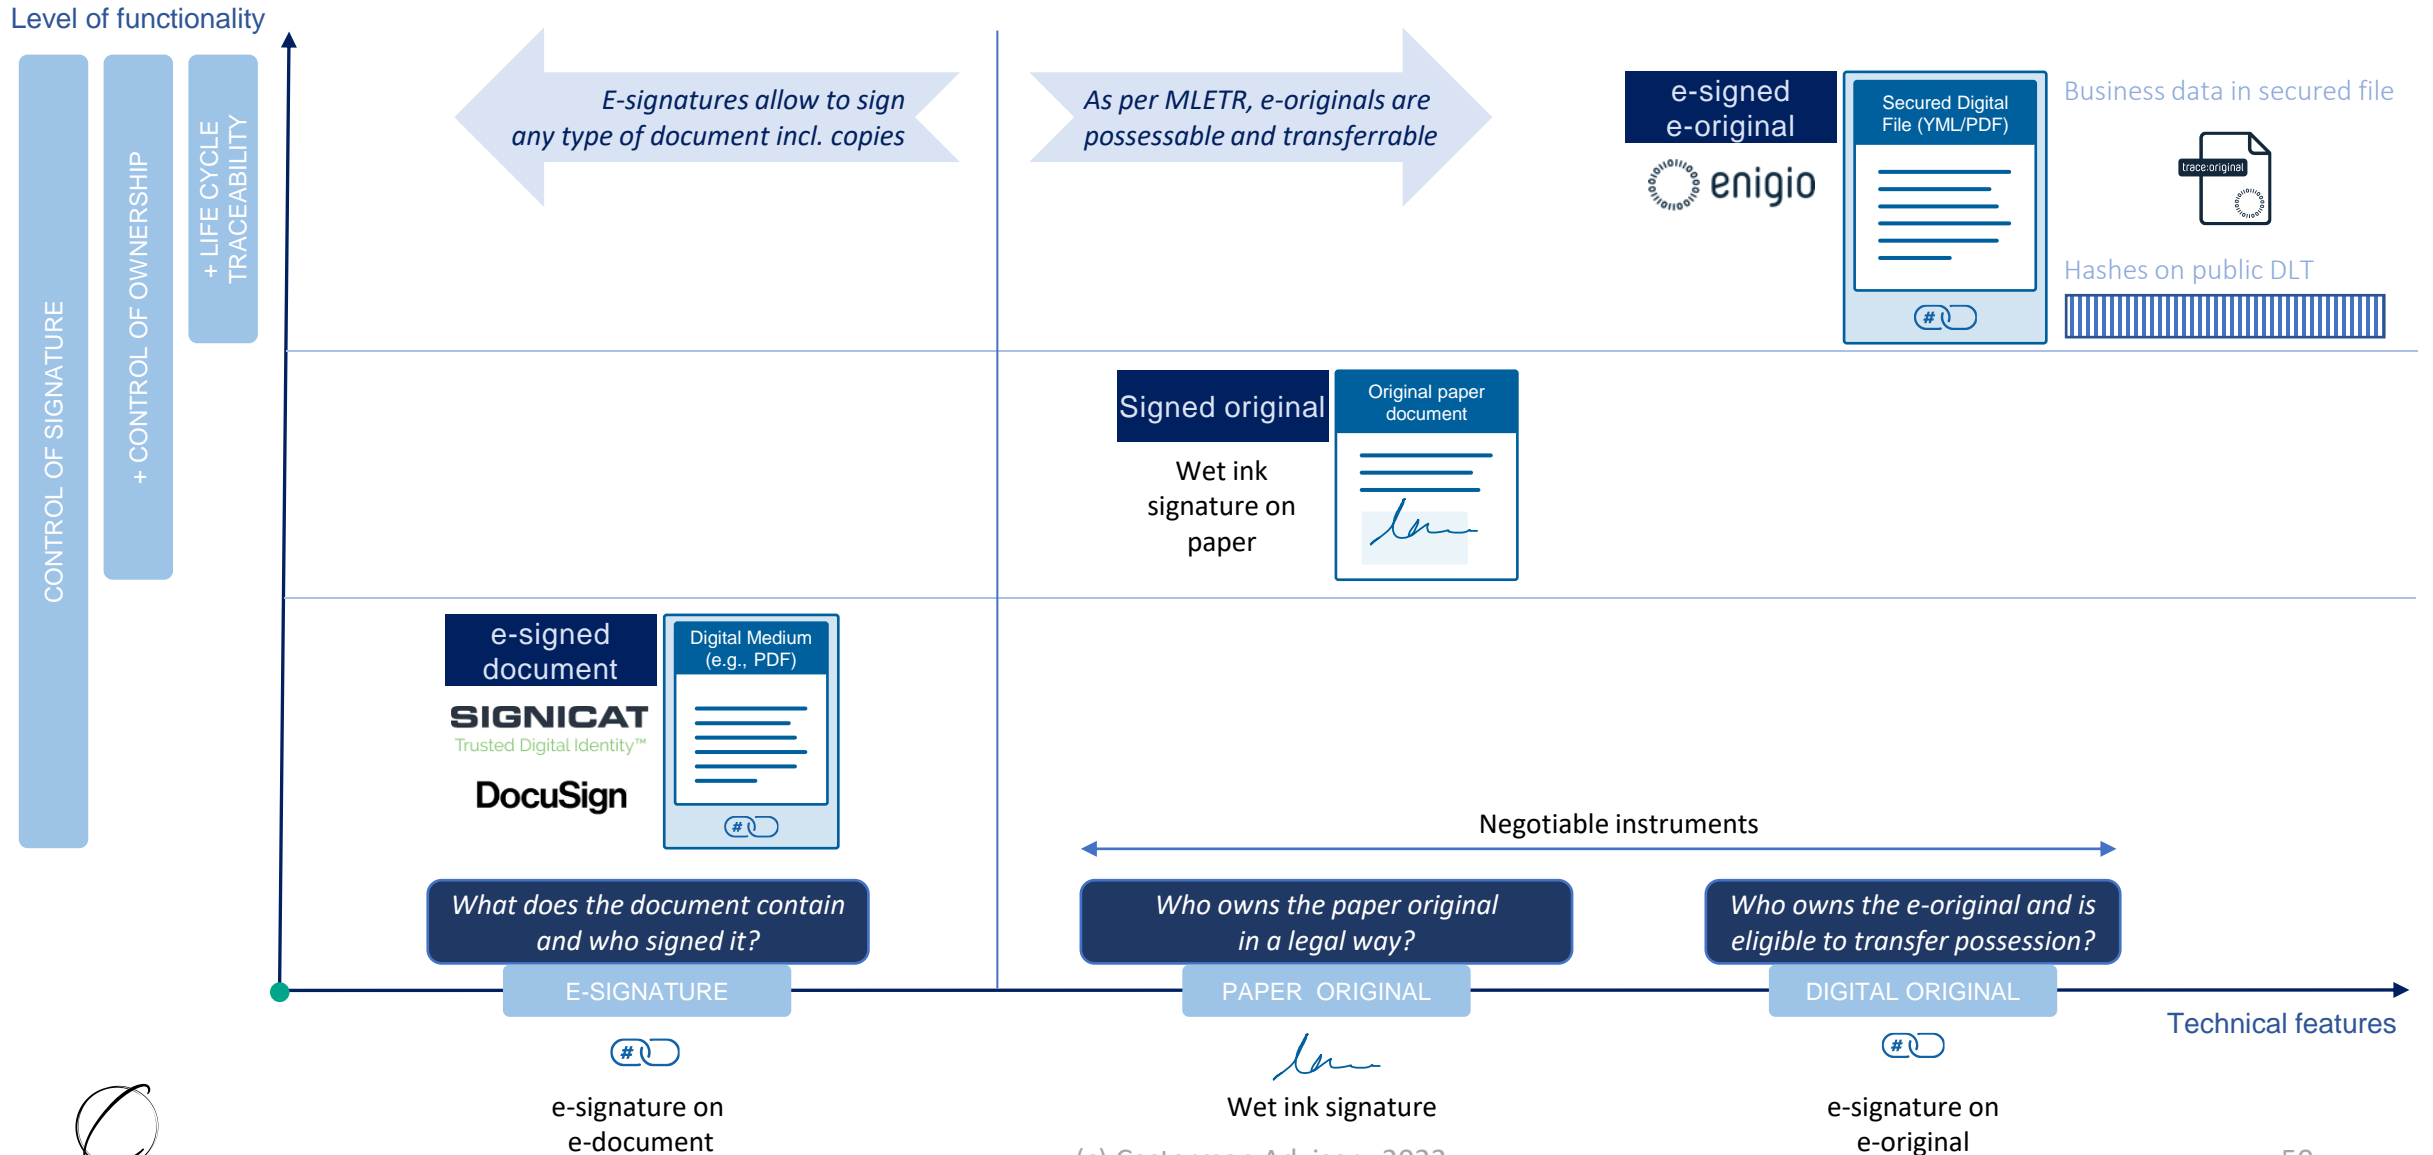 Level of functionality
CONTROL OF SIGNATURE
+ CONTROL OF OWNERSHIP
+ LIFE CYCLE
TRACEABILITY
E-signatures allow to sign
any type of document incl. copies
As per MLETR, e-originals are
possessable and transferrable
e-signed
e-original
enigio
Secured Digital
File (YML/PDF)
#
Business data in secured file
trace:original
Hashes on public DLT
Signed original
Wet ink
signature on
paper
Original paper
document
e-signed
document
SIGNICAT
Trusted Digital Identity™
DocuSign
Digital Medium
(e.g., PDF)
#
Negotiable instruments
What does the document contain
and who signed it?
Who owns the paper original
in a legal way?
Who owns the e-original and is
eligible to transfer possession?
E-SIGNATURE
PAPER ORIGINAL
DIGITAL ORIGINAL
Technical features
#
#
e-signature on
e-document
Wet ink signature
e-signature on
e-original